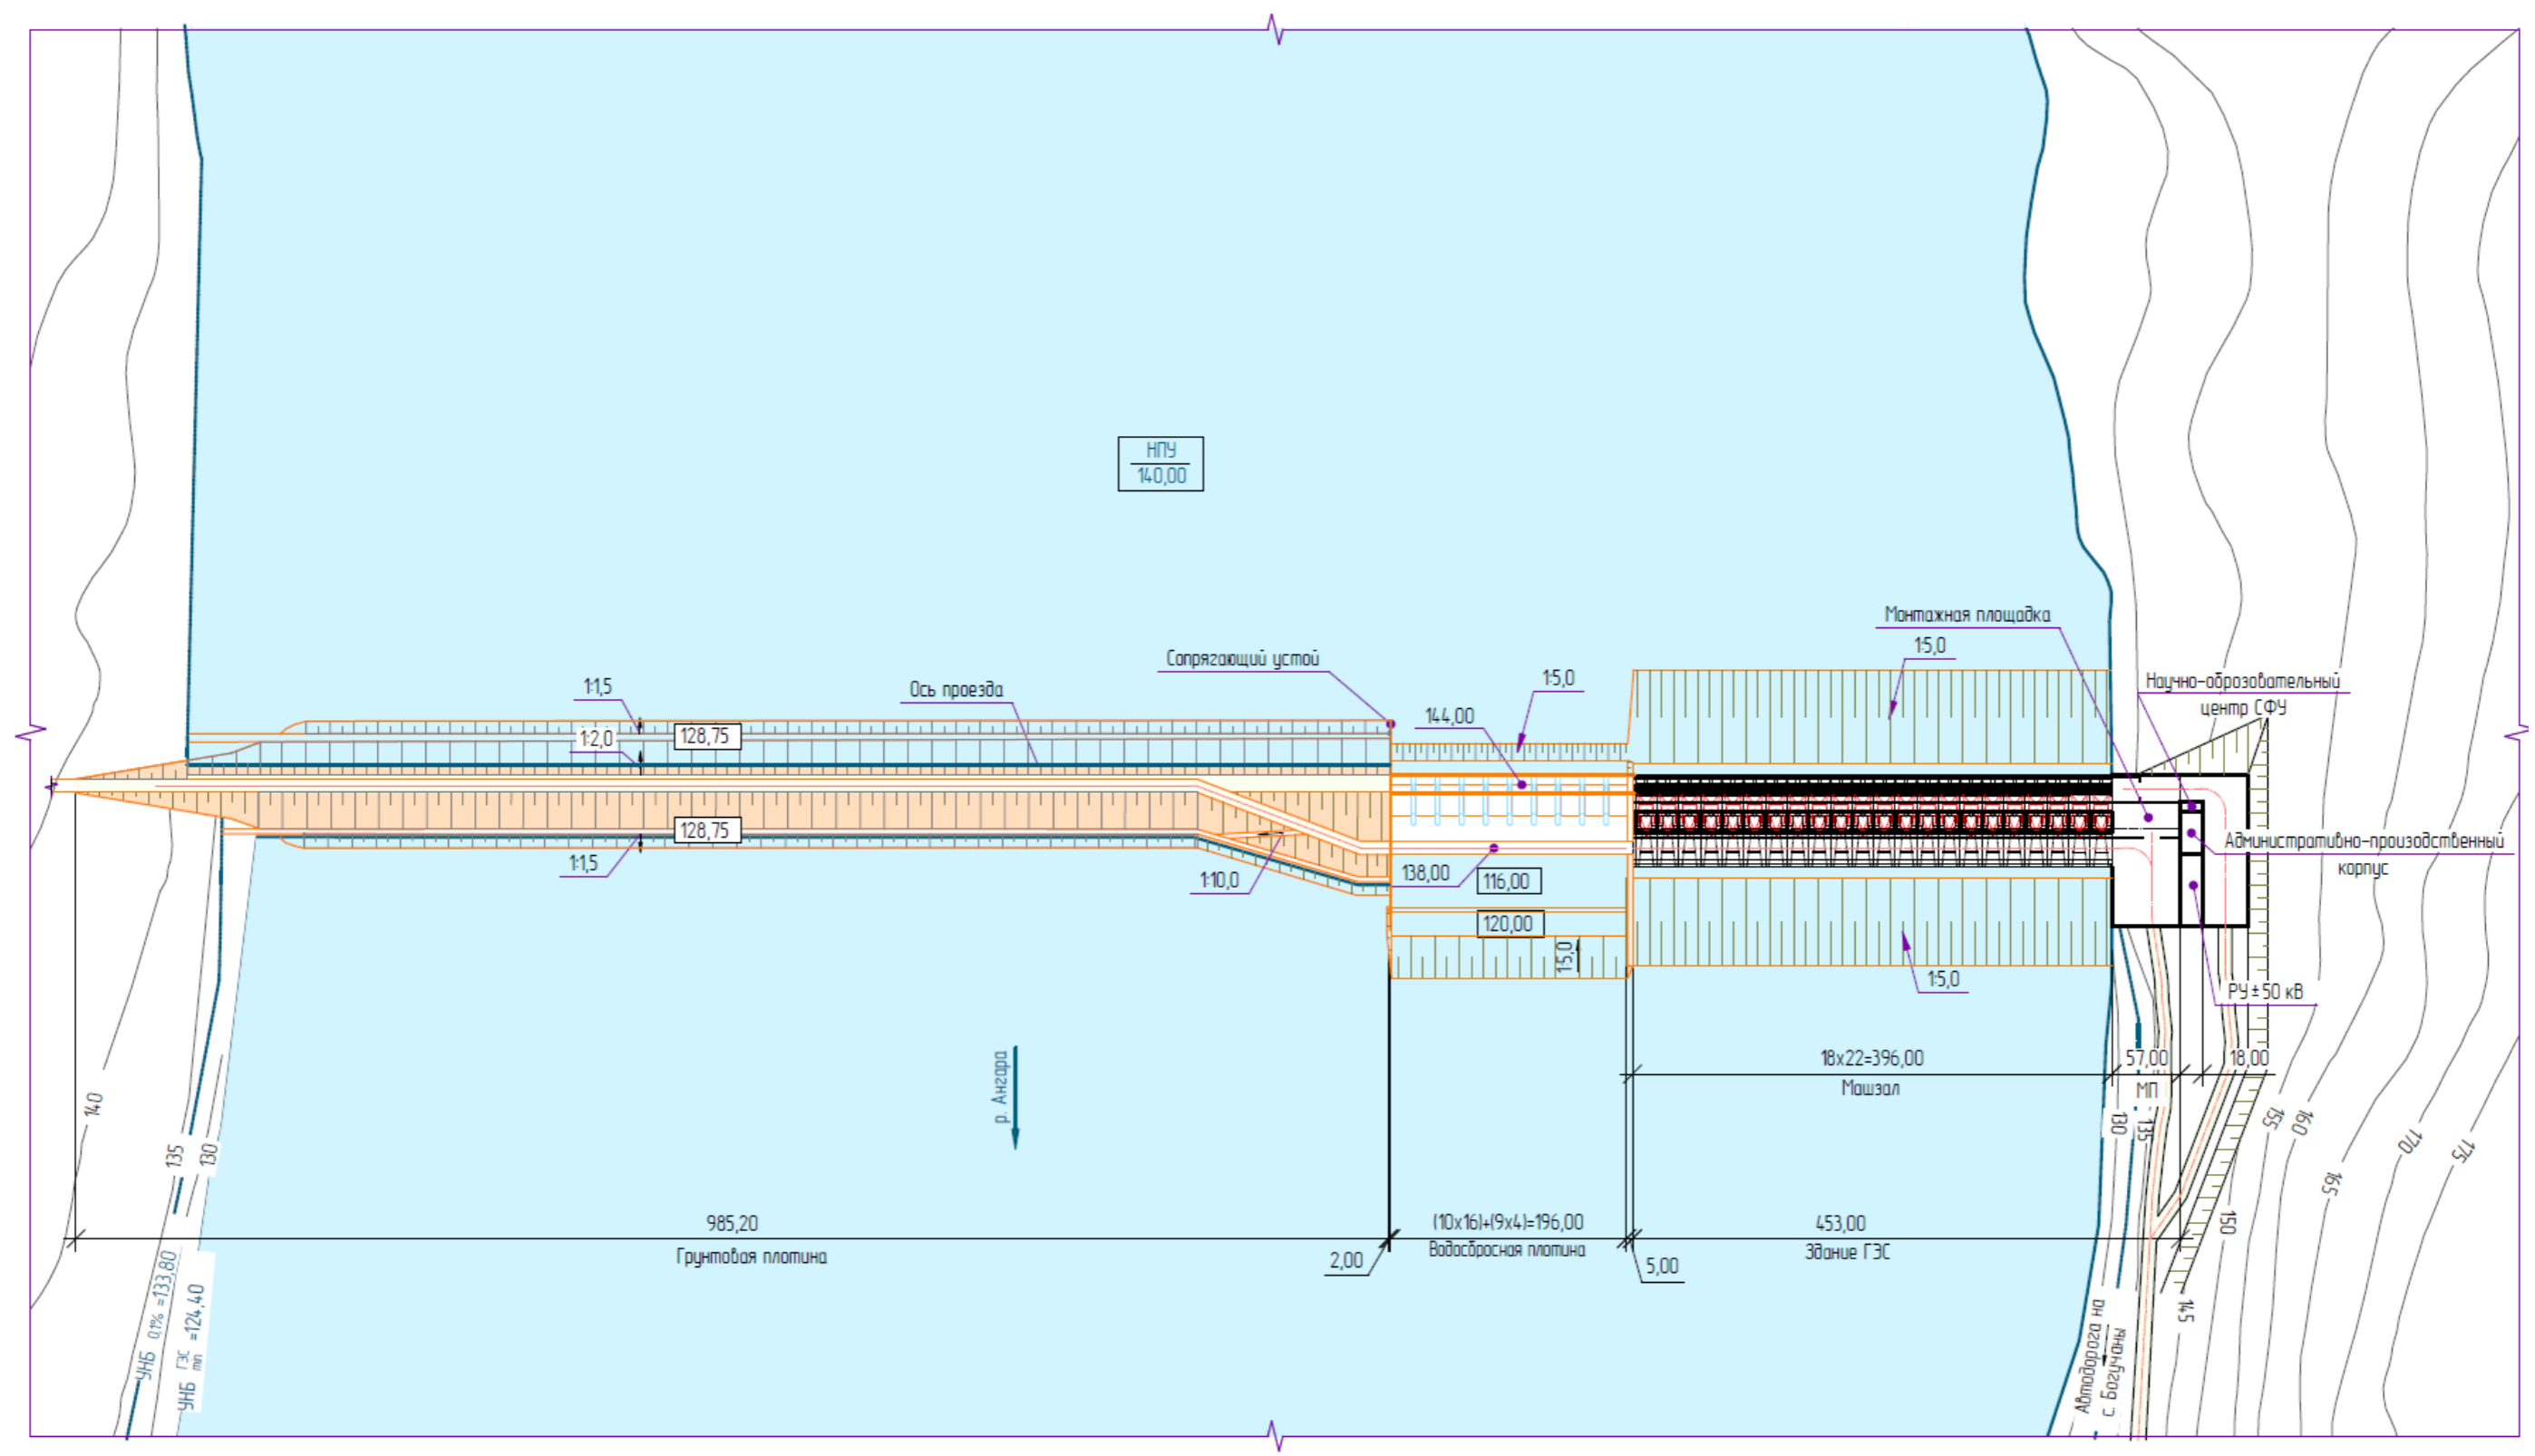 НПУ
140,00
Монтажная площадка
1:5,0
Сопрягающий устой
1:5,0
Научно-оброзовательный
центр СФУ
1:1,5
Ось проезда
144,00
1:2,0
128,75
128,75
1:1,5
1:10,0
138,00
116,00
120,00
1:5,0
1:5,0
Административно-произодственный
корпус
РУ±50 кВ
р. Ангара
18х22=396,00
Машзал
57,00
МП
18,00
140
135
130
130
135
155
160
170
175
165
150
145
985,20
Грунтовая плотина
2,00
(10х16)+(9х4)=196,00
Водосбросная плотина
5,00
453,00
Здание ГЭС
УНБ 0,1% =133,80
УНБ ГЭС mn =124,40
Автодорога на
с. Богучаны